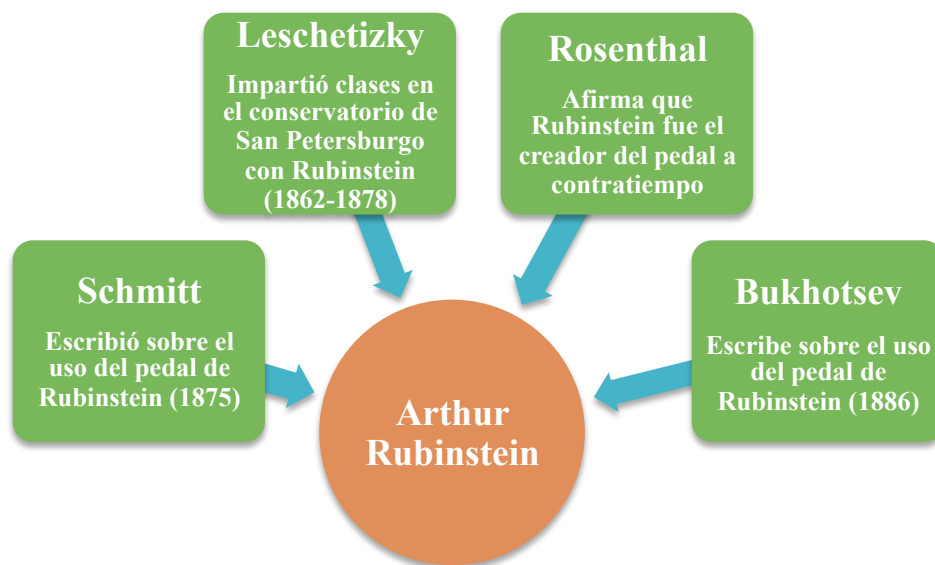 Leschetizky
Impartió clases en
el conservatorio de
San Petersburgo
con Rubinstein
(1862-1878)
Rosenthal
Afirma que
Rubinstein fue el
creador del pedal a
contratiempo
Schmitt
Escribió sobre el
uso del pedal de
Rubinstein (1875)
Bukhotsev
Escribe sobre el uso
del pedal de
Rubinstein (1886)
Arthur
Rubinstein